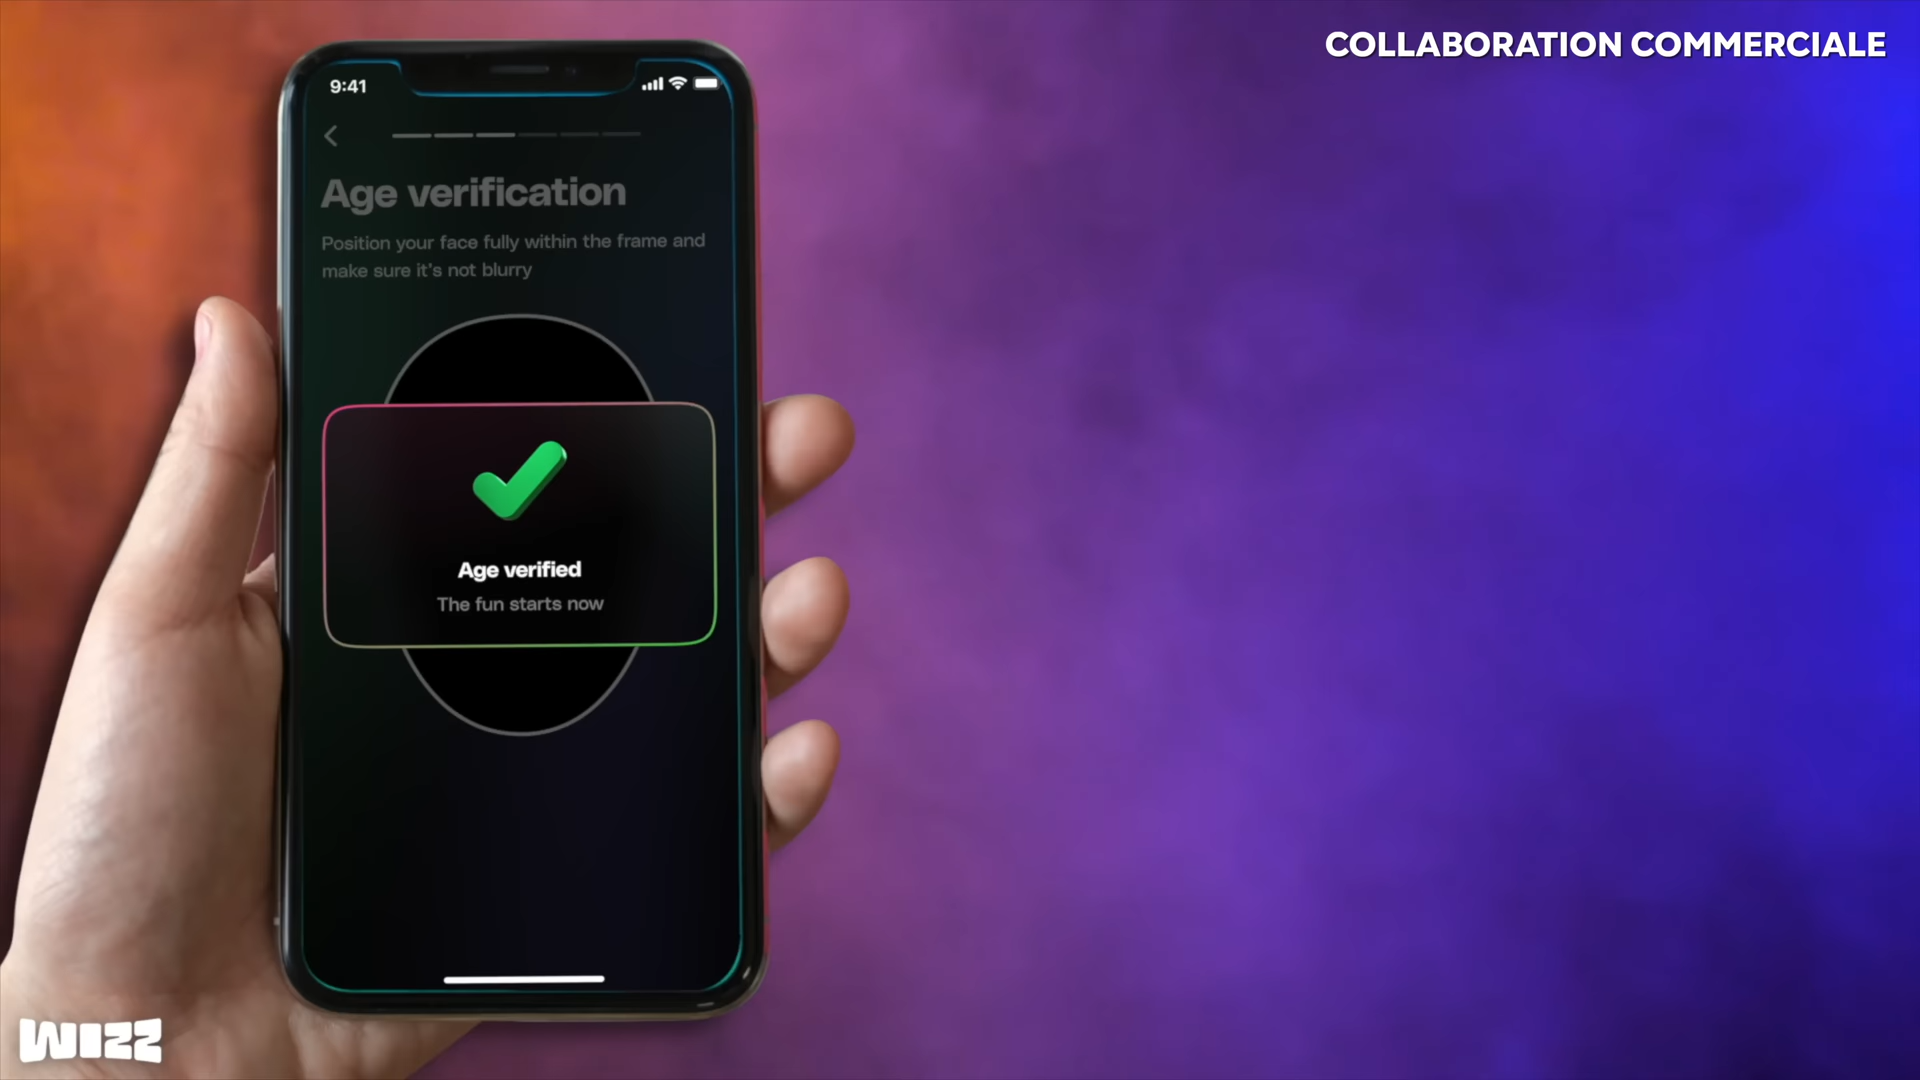 COLLABORATION COMMERCIALE
9:41
Age verification
Position your face fully within the frame and
make sure it's not blurry
Age verified
The fun starts now
WIZZ